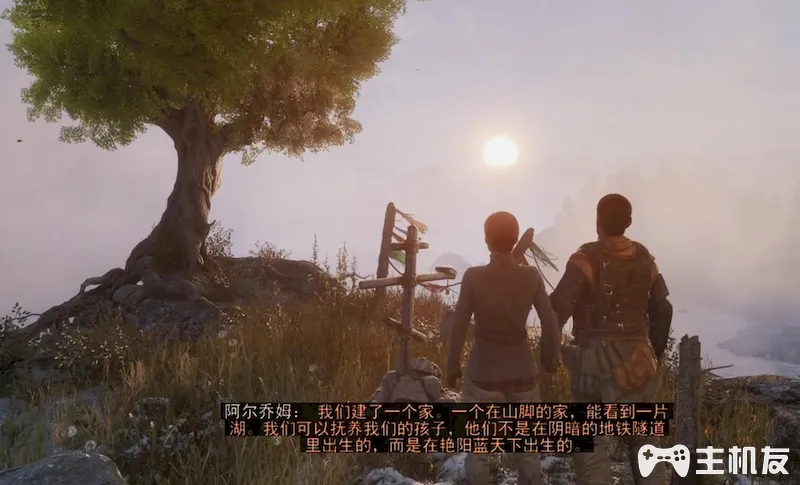 阿尔乔姆： 我们建了一个家。一个在山脚的家，能看到一片
湖。我们可以抚养我们的孩子，他们不是在阴暗的地铁隧道
里出生的，而是在艳阳蓝天下出生的。
主机友